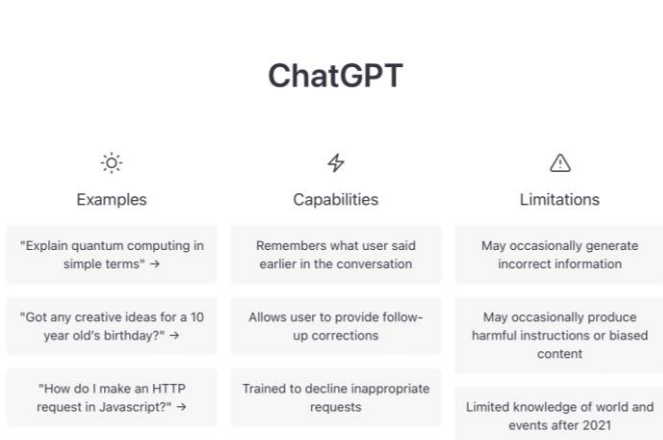 ChatGPT
Examples
"Explain quantum computing in
simple terms" →
"Got any creative ideas for a 10
year old's birthday?" →
"How do I make an HTTP
request in Javascript?" →
Capabilities
Remembers what user said
earlier in the conversation
Allows user to provide follow-
up corrections
Trained to decline inappropriate
requests
Limitations
May occasionally generate
incorrect information
May occasionally produce
harmful instructions or biased
content
Limited knowledge of world and
events after 2021